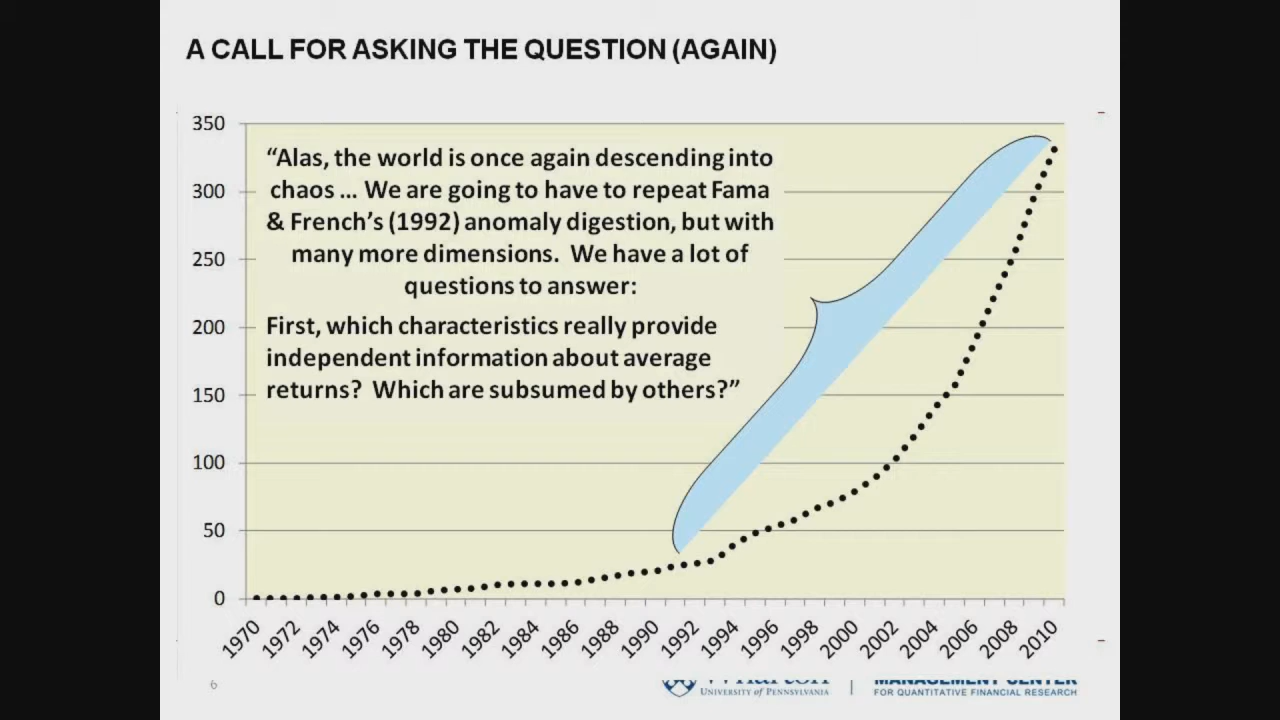 A CALL FOR ASKING THE QUESTION (AGAIN)
350
300
250
200
150
100
50
0
“Alas, the world is once again descending into
chaos ... We are going to have to repeat Fama
& French’s (1992) anomaly digestion, but with
many more dimensions.  We have a lot of
questions to answer:
First, which characteristics really provide
independent information about average
returns?  Which are subsumed by others?”
1970 1972 1974 1976 1978 1980 1982 1984 1986 1988 1990 1992 1994 1996 1998 2000 2002 2004 2006 2008 2010
6
Wharton
UNIVERSITY of PENNSYLVANIA
MANAGEMENT CENTER
FOR QUANTITATIVE FINANCIAL RESEARCH